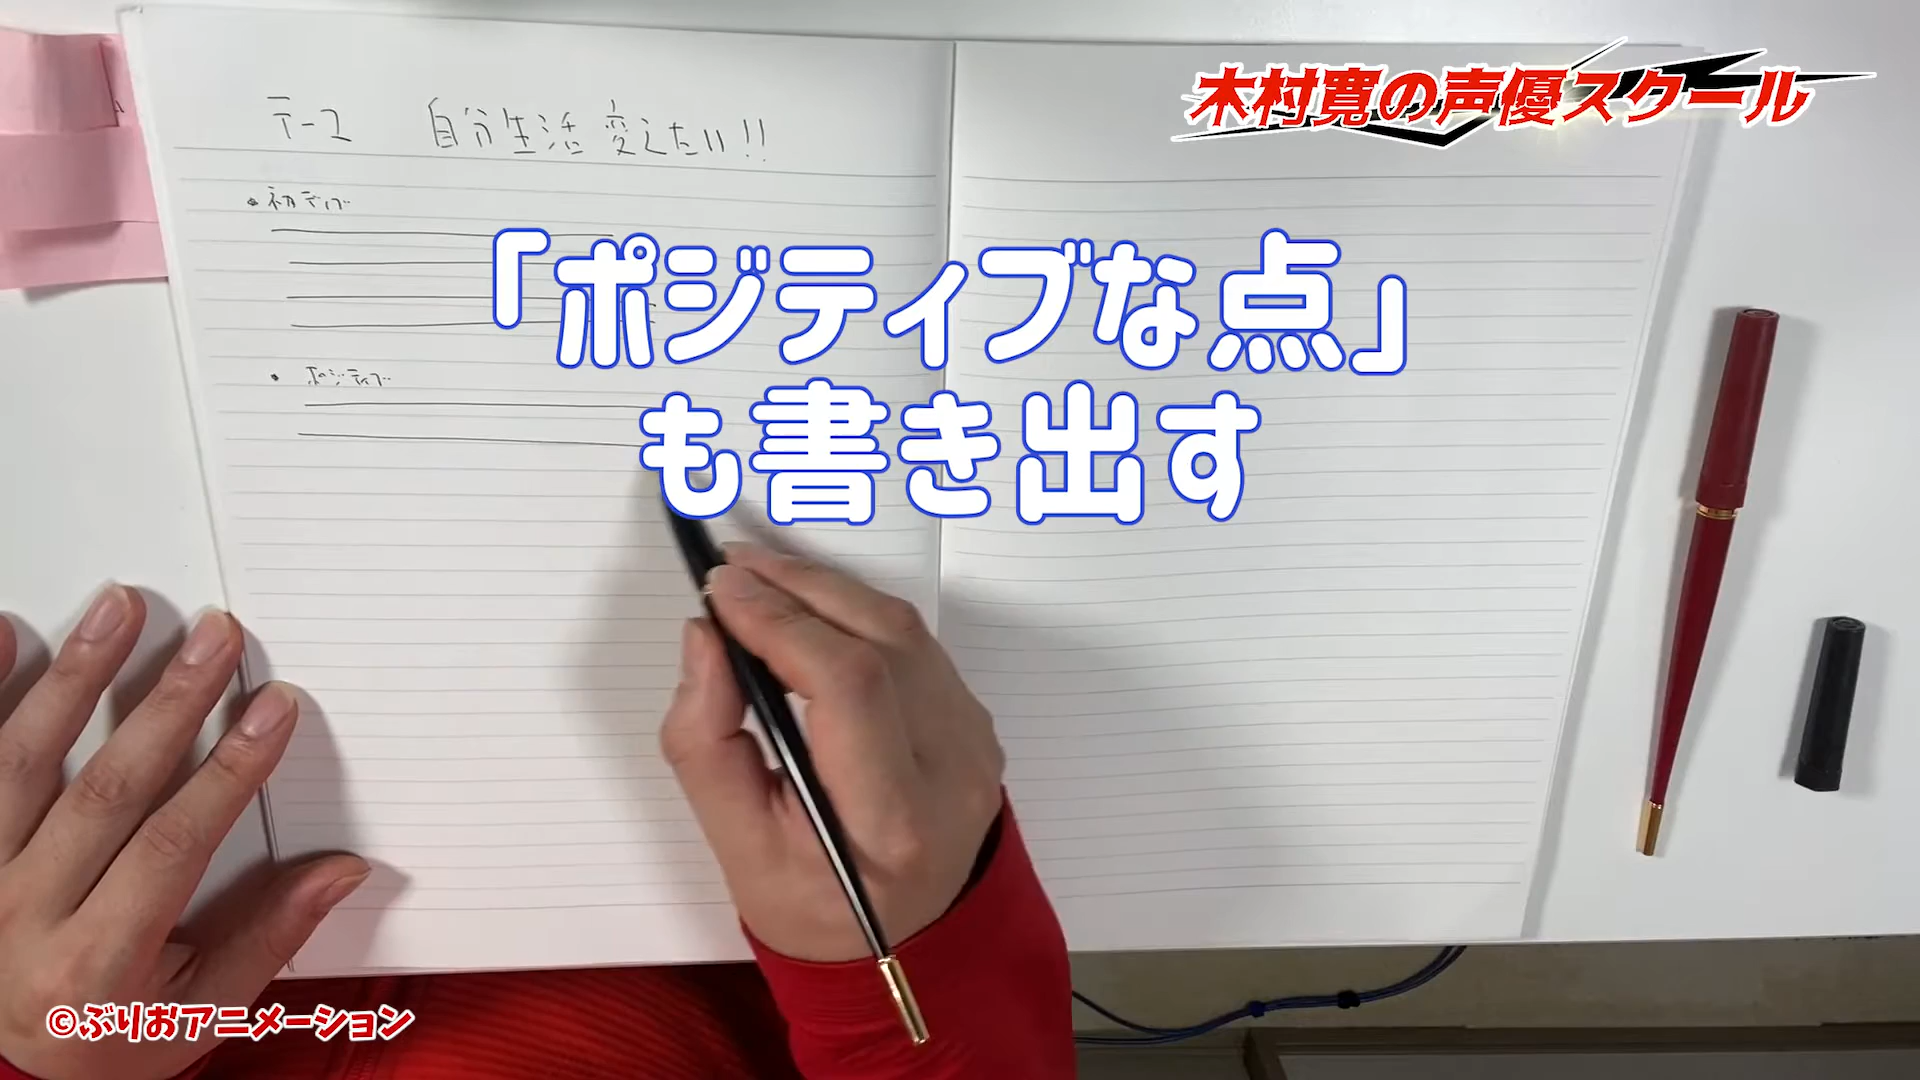 木村寛の声優スクール
テーマ 自分生活変えたい!!
・ネガティブ
「ポジティブな点」
・ポジティブ
も書き出す
©ぶりおアニメーション